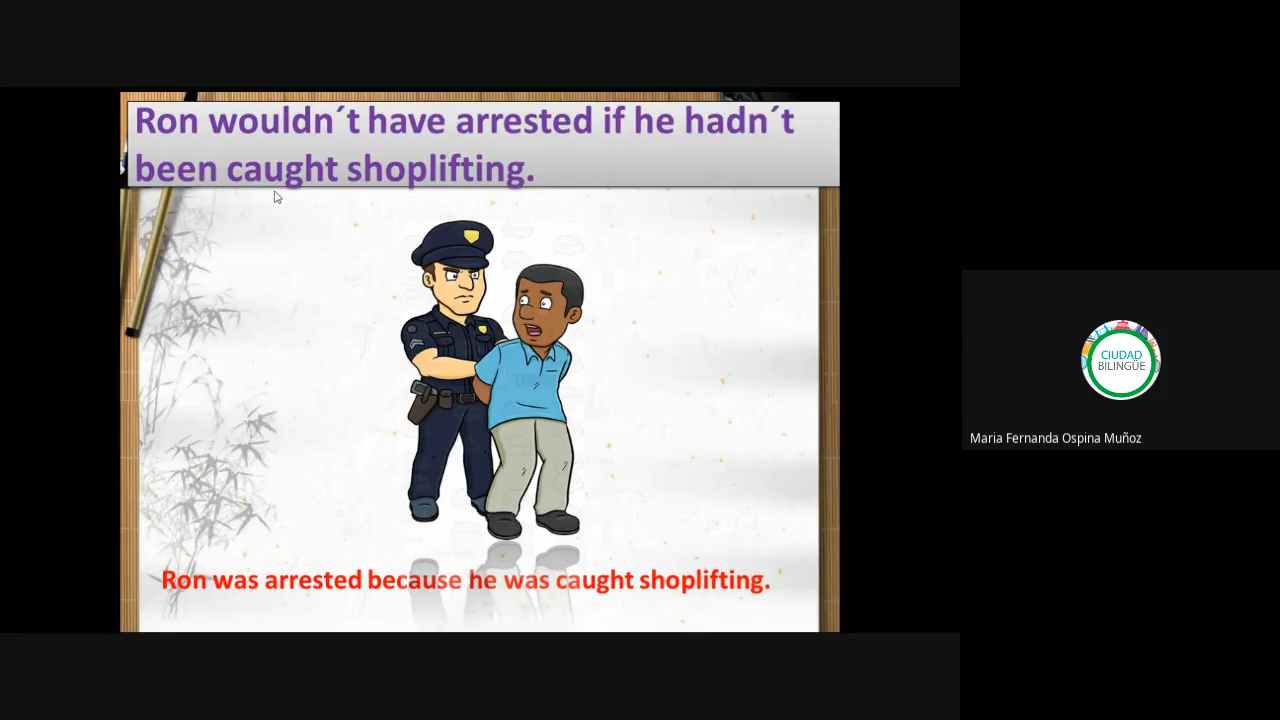 Ron wouldn´t have arrested if he hadn´t
been caught shoplifting.
Ron was arrested because he was caught shoplifting.
CIUDAD
BILINGÜE
Maria Fernanda Ospina Muñoz